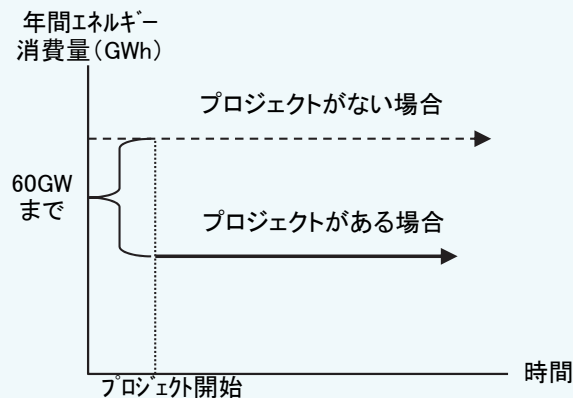 年間エネルギー
消費量（GWh）
プロジェクトがない場合
60GW
まで
プロジェクトがある場合
時間
プロジェクト開始